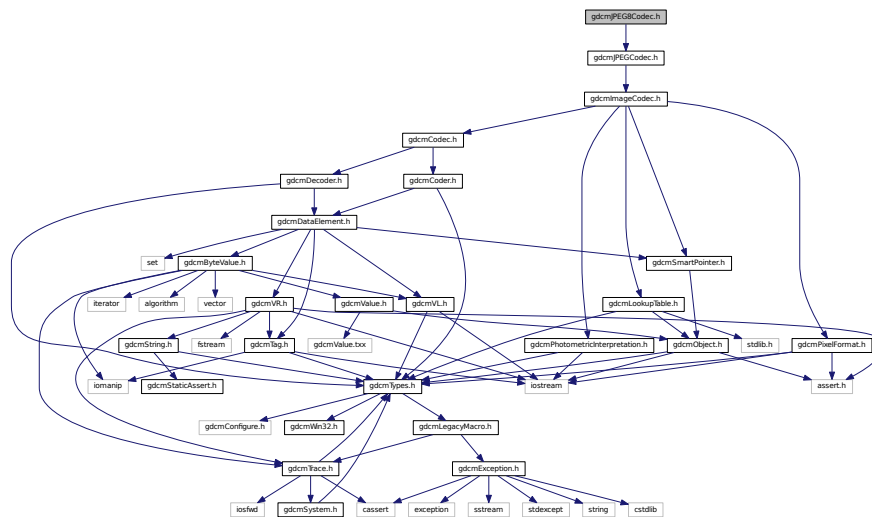 gdcmJPEG8Codec.h
gdcmJPEGCodec.h
gdcmImageCodec.h
gdcmCodec.h
gdcmDecoder.h
gdcmCoder.h
gdcmDataElement.h
set
gdcmByteValue.h
gdcmSmartPointer.h
iterator
algorithm
vector
gdcmVR.h
gdcmValue.h
gdcmVL.h
gdcmLookupTable.h
gdcmString.h
fstream
gdcmTag.h
gdcmValue.txx
gdcmPhotometricInterpretation.h
gdcmObject.h
stdlib.h
gdcmPixelFormat.h
iomanip
gdcmStaticAssert.h
gdcmTypes.h
iostream
assert.h
gdcmConfigure.h
gdcmWin32.h
gdcmLegacyMacro.h
gdcmTrace.h
gdcmException.h
iosfwd
gdcmSystem.h
cassert
exception
sstream
stdexcept
string
cstdlib